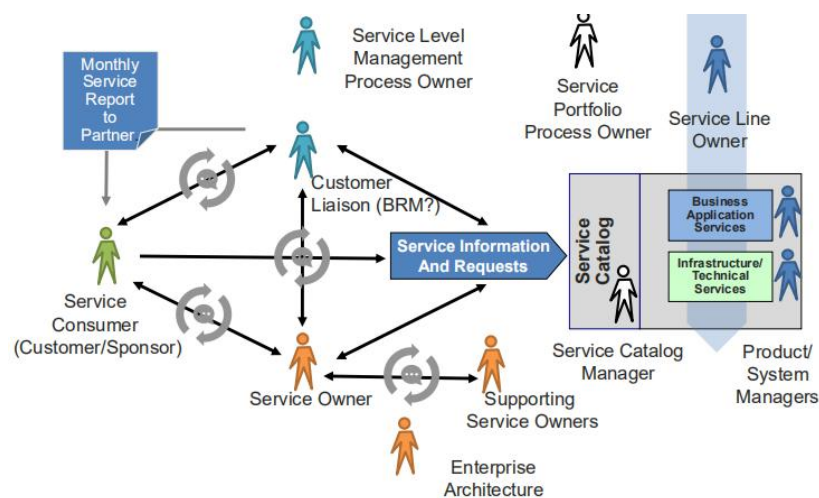 Service Level
Management
Process Owner
Monthly
Service
Report
to
Partner
Service
Portfolio
Process Owner
Service Line
Owner
Customer
Liaison (BRM?)
Service Information
And Requests
Service
Catalog
Business
Application
Services
Infrastructure/
Technical
Services
Service
Consumer
(Customer/Sponsor)
Service Owner
Supporting
Service Owners
Service Catalog
Manager
Product/
System
Managers
Enterprise
Architecture